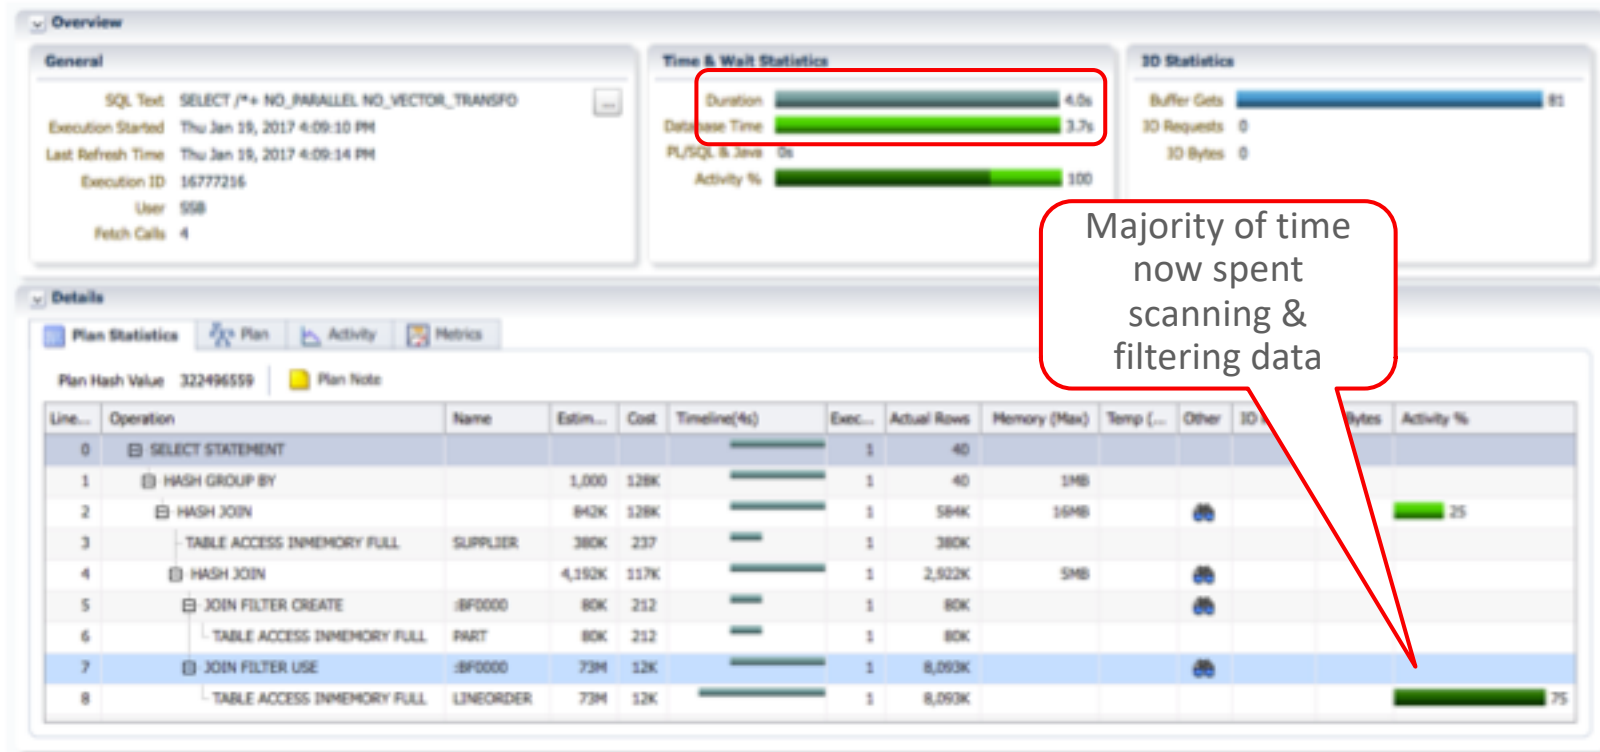 Overview
General
SQL Text SELECT /*+ NO_PARALLEL NO_VECTOR_TRANSFO ...
Execution Started Thu Jan 19, 2017 4:09:10 PM
Last Refresh Time Thu Jan 19, 2017 4:09:14 PM
Execution ID 16777216
User SSB
Fetch Calls 4
Time & Wait Statistics
Duration 4.0s
Database Time 3.7s
PL/SQL & Java 0s
Activity % 100
IO Statistics
Buffer Gets 81
IO Requests 0
IO Bytes 0
Majority of time
now spent
scanning &
filtering data
Details
Plan Statistics Plan Activity Metrics
Plan Hash Value 322496559 Plan Note
Line... Operation Name Estim... Cost Timeline(4s) Exec... Actual Rows Memory (Max) Temp (... Other IO Bytes Activity %
0 SELECT STATEMENT 1 40
1 HASH GROUP BY 1,000 128K 1 40 1MB
2 HASH JOIN 842K 128K 1 584K 16MB 25
3 TABLE ACCESS INMEMORY FULL SUPPLIER 380K 237 1 380K
4 HASH JOIN 4,192K 117K 1 2,922K 5MB
5 JOIN FILTER CREATE :BF0000 80K 212 1 80K
6 TABLE ACCESS INMEMORY FULL PART 80K 212 1 80K
7 JOIN FILTER USE :BF0000 73M 12K 1 8,093K
8 TABLE ACCESS INMEMORY FULL LINEORDER 73M 12K 1 8,093K 75